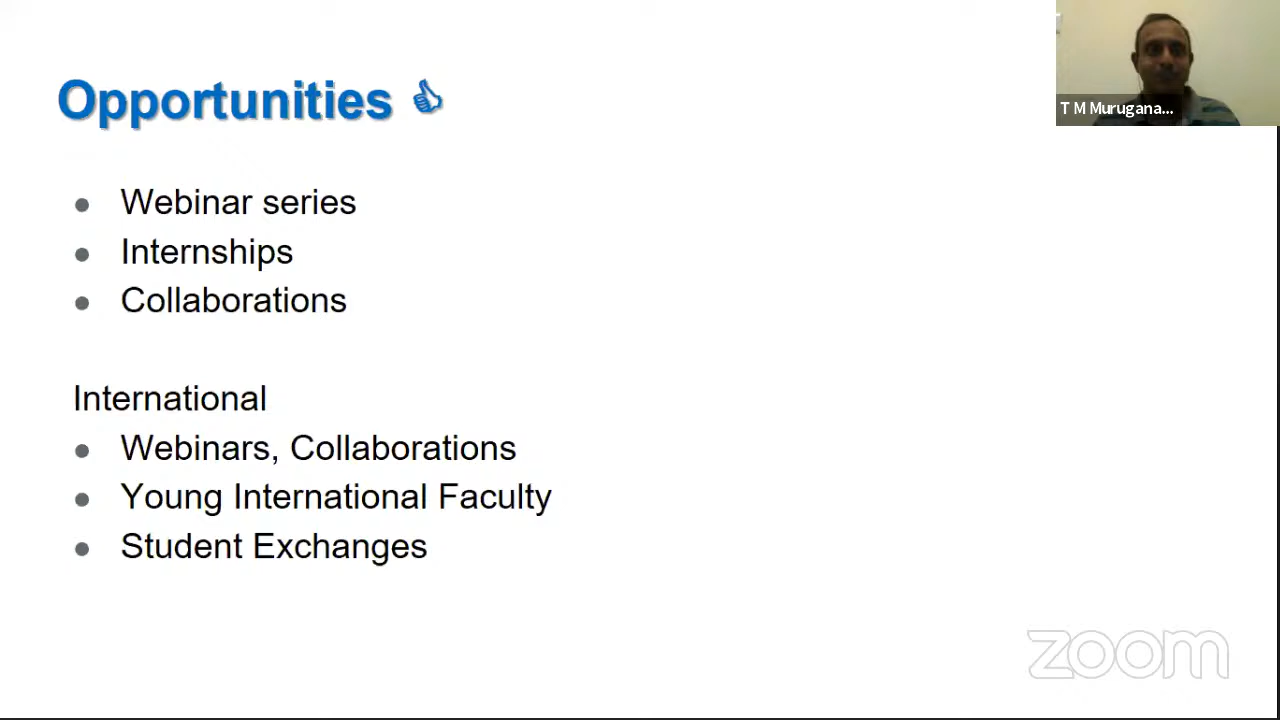 Opportunities 👍
T M Murugana...
● Webinar series
● Internships
● Collaborations
International
● Webinars, Collaborations
● Young International Faculty
● Student Exchanges
zoom